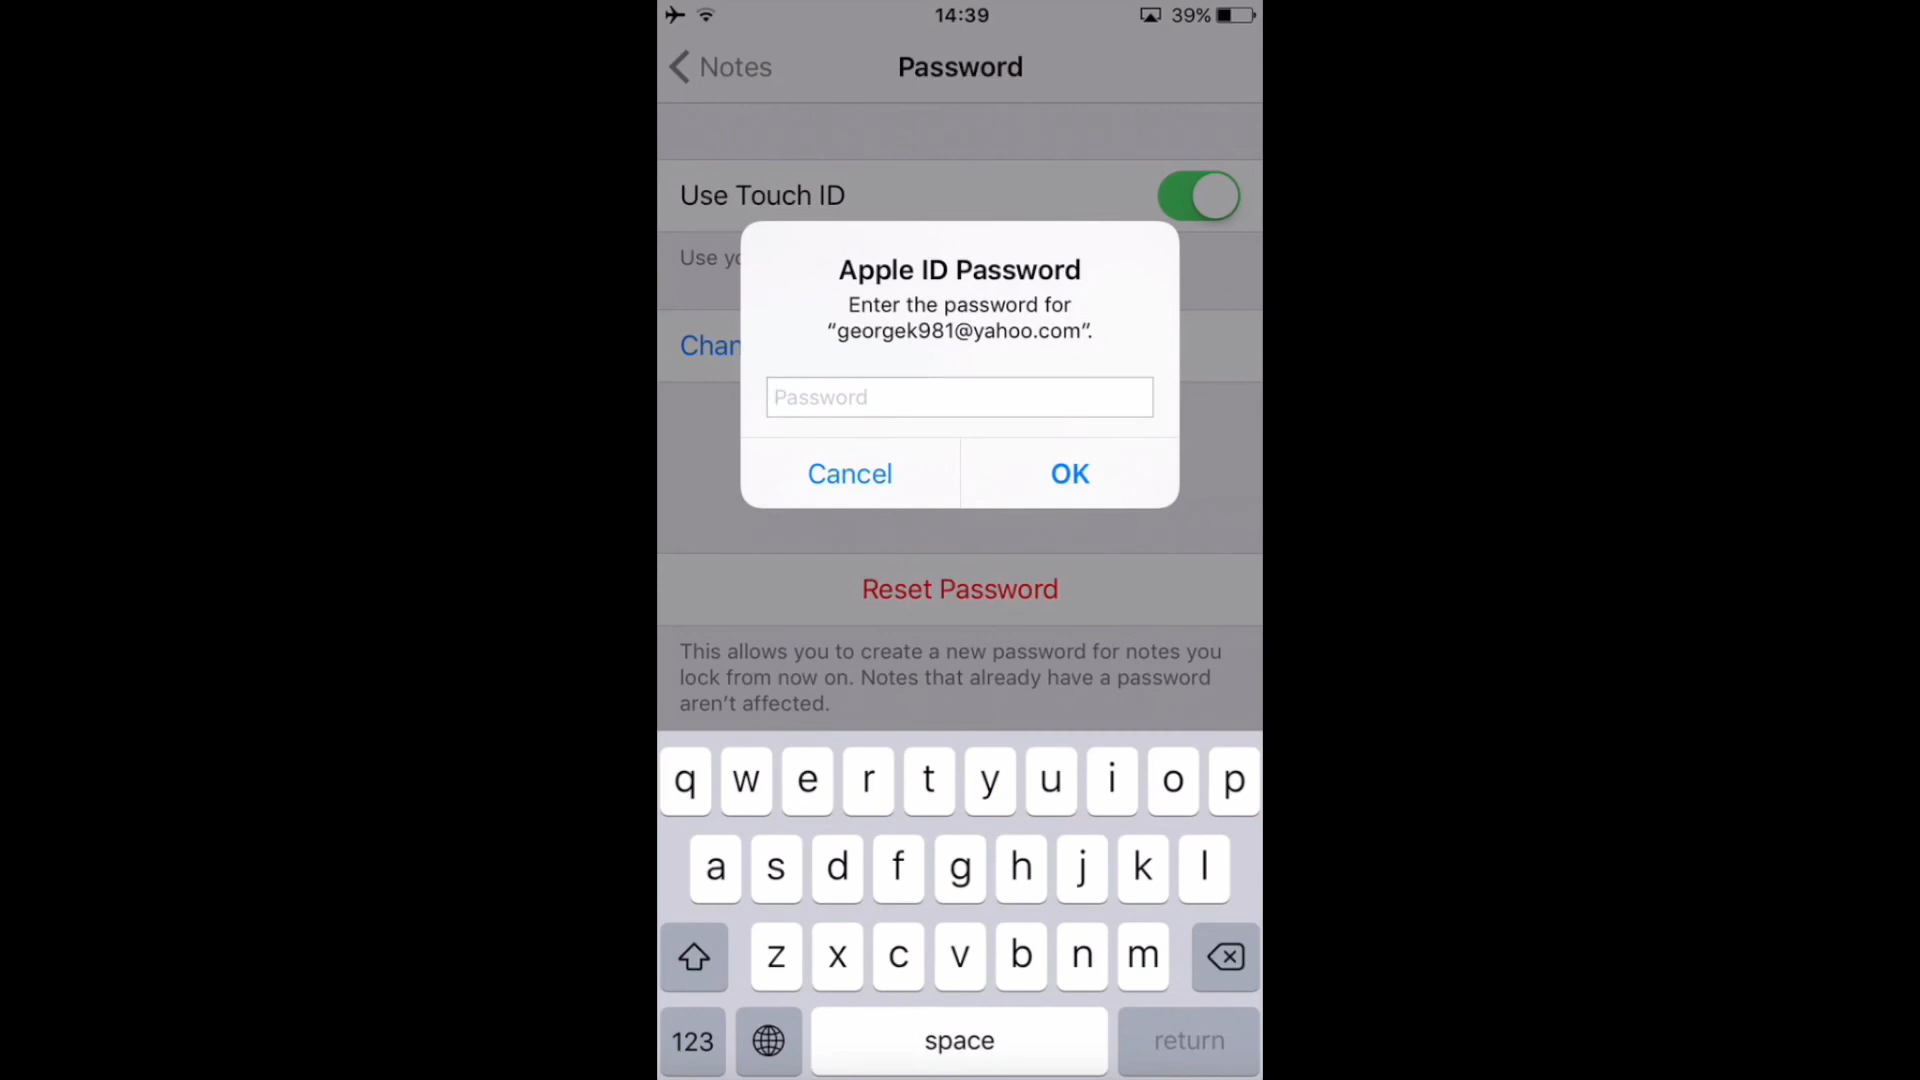 14:39
39%
Notes
Password
Use Touch ID
Use yo
Apple ID Password
Enter the password for
“georgek981@yahoo.com”.
Chan
Password
Cancel
OK
Reset Password
This allows you to create a new password for notes you
lock from now on. Notes that already have a password
aren’t affected.
q w e r t y u i o p
a s d f g h j k l
z x c v b n m
123
space
return